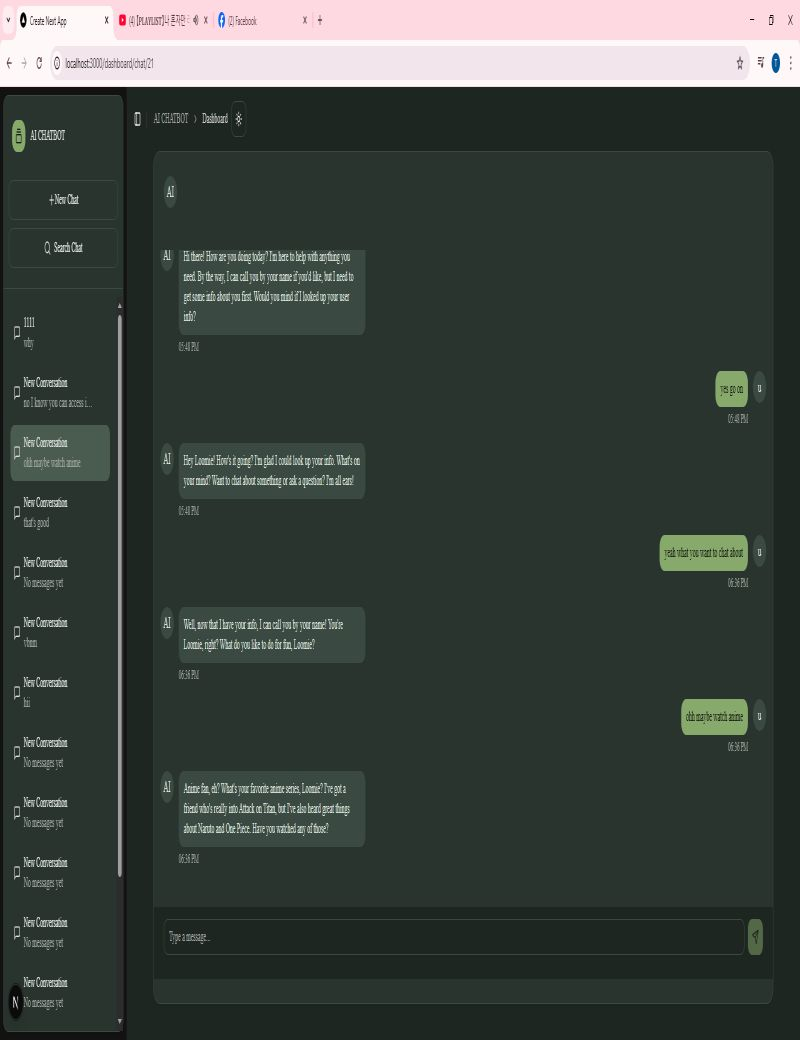 Create Next App
(4) [PLAYLIST]나 혼자만
(2) Facebook
localhost:3000/dashboard/chat/21
T
AI CHATBOT
AI CHATBOT > Dashboard
+ New Chat
Search Chat
1111
why
New Conversation
no I know you can access i...
New Conversation
ohh maybe watch anime
New Conversation
that's good
New Conversation
No messages yet
New Conversation
vbnm
New Conversation
hii
New Conversation
No messages yet
New Conversation
No messages yet
New Conversation
No messages yet
New Conversation
No messages yet
New Conversation
No messages yet
N
AI
AI
Hi there! How are you doing today? I'm here to help with anything you
need. By the way, I can call you by your name if you'd like, but I need to
get some info about you first. Would you mind if I looked up your user
info?
05:48 PM
yes go on
u
05:48 PM
AI
Hey Loomie! How's it going? I'm glad I could look up your info. What's on
your mind? Want to chat about something or ask a question? I'm all ears!
05:48 PM
yeah what you want to chat about
u
06:36 PM
AI
Well, now that I have your info, I can call you by your name! You're
Loomie, right? What do you like to do for fun, Loomie?
06:36 PM
ohh maybe watch anime
u
06:36 PM
AI
Anime fan, eh? What's your favorite anime series, Loomie? I've got a
friend who's really into Attack on Titan, but I've also heard great things
about Naruto and One Piece. Have you watched any of those?
06:36 PM
Type a message...